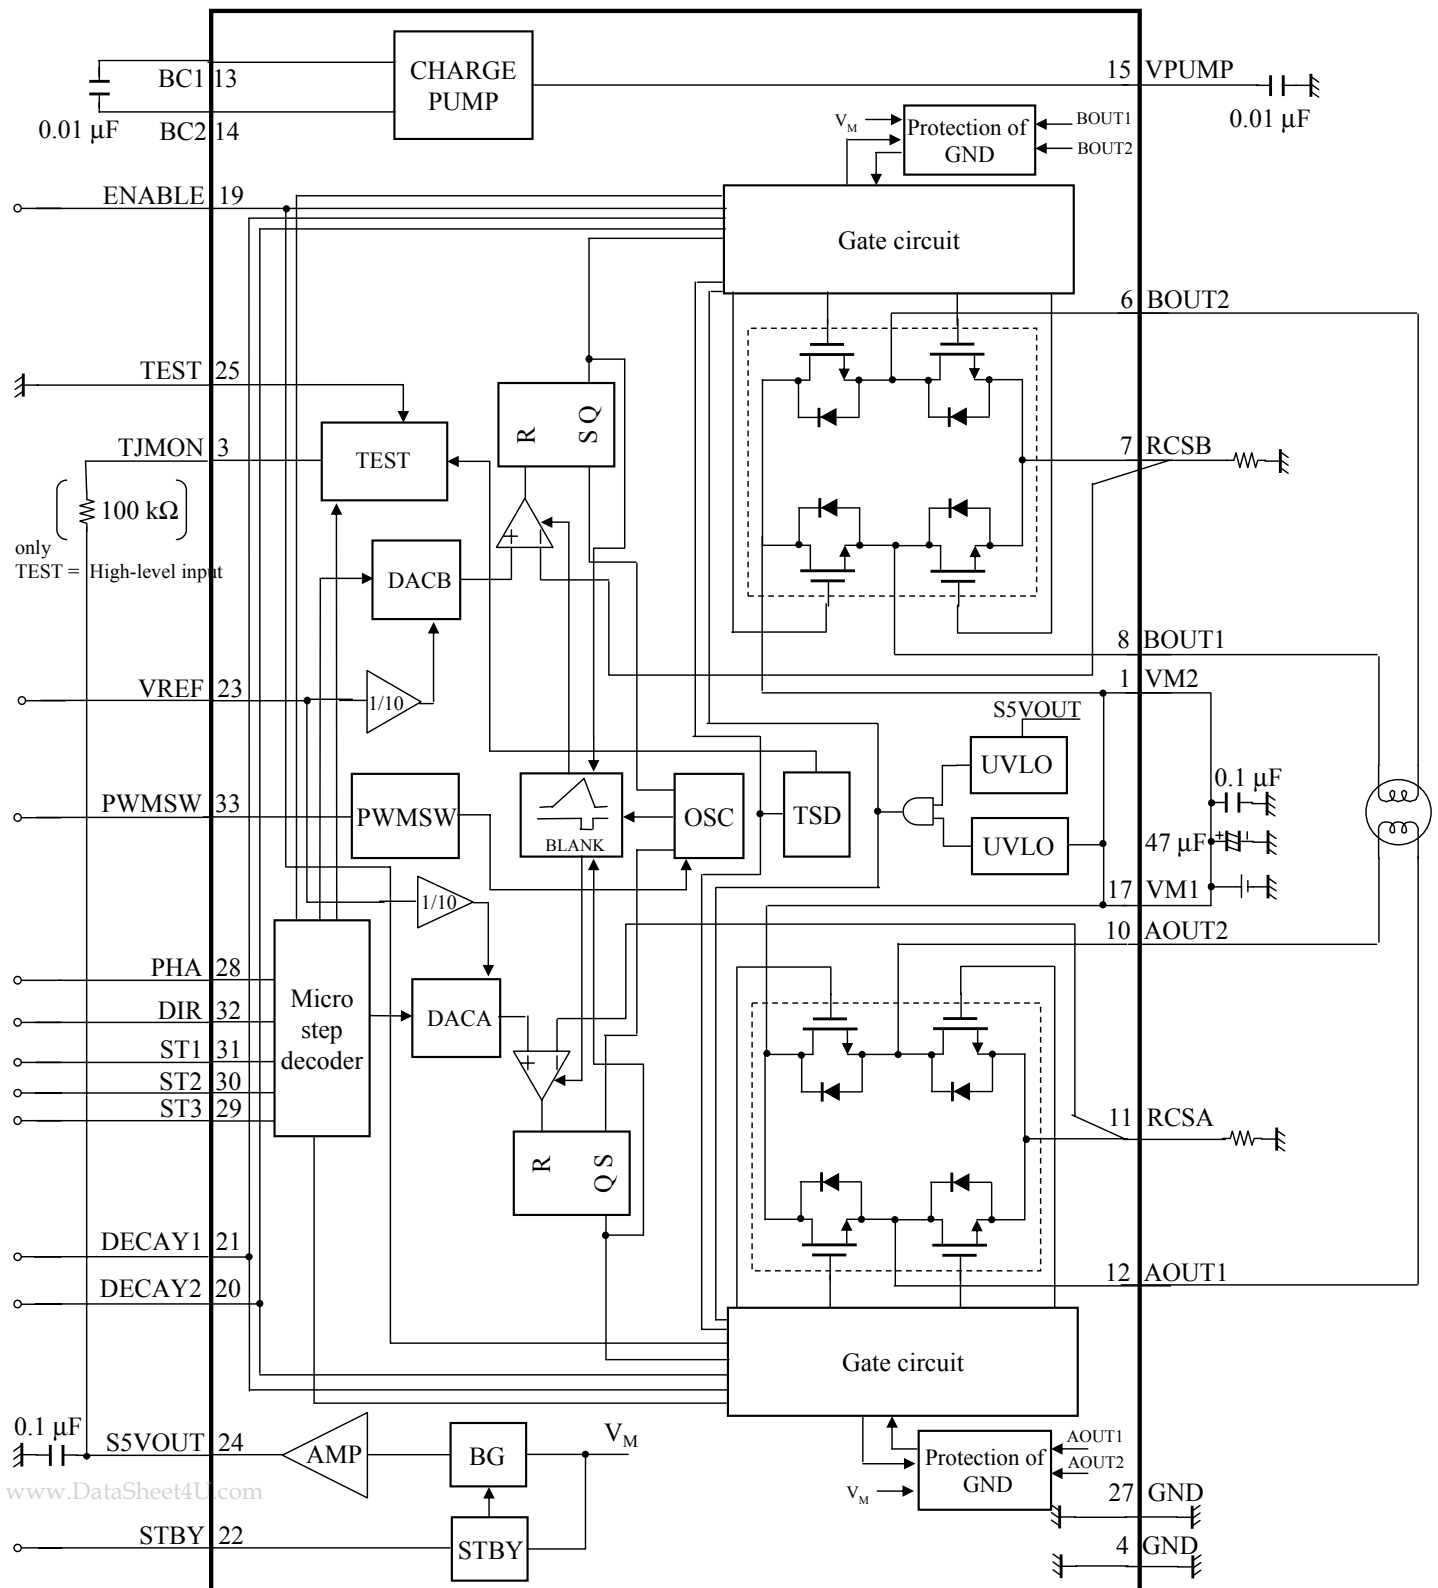 BC1 13
0.01 µF
BC2 14
CHARGE
PUMP
15 VPUMP
0.01 µF
V_M
Protection of
GND
BOUT1
BOUT2
ENABLE 19
Gate circuit
6 BOUT2
TEST 25
R
S Q
TJMON 3
TEST
7 RCSB
100 kΩ
only
TEST = High-level input
+ −
DACB
8 BOUT1
VREF 23
1/10
1 VM2
S5VOUT
UVLO
0.1 µF
PWMSW 33
PWMSW
BLANK
OSC
TSD
UVLO
47 µF
+
17 VM1
1/10
10 AOUT2
PHA 28
DIR 32
ST1 31
ST2 30
ST3 29
Micro
step
decoder
DACA
+ −
11 RCSA
R
Q S
DECAY1 21
DECAY2 20
12 AOUT1
Gate circuit
0.1 µF
S5VOUT 24
AMP
BG
V_M
Protection of
GND
AOUT1
AOUT2
V_M
27 GND
www.DataSheet4U.com
STBY 22
STBY
4 GND